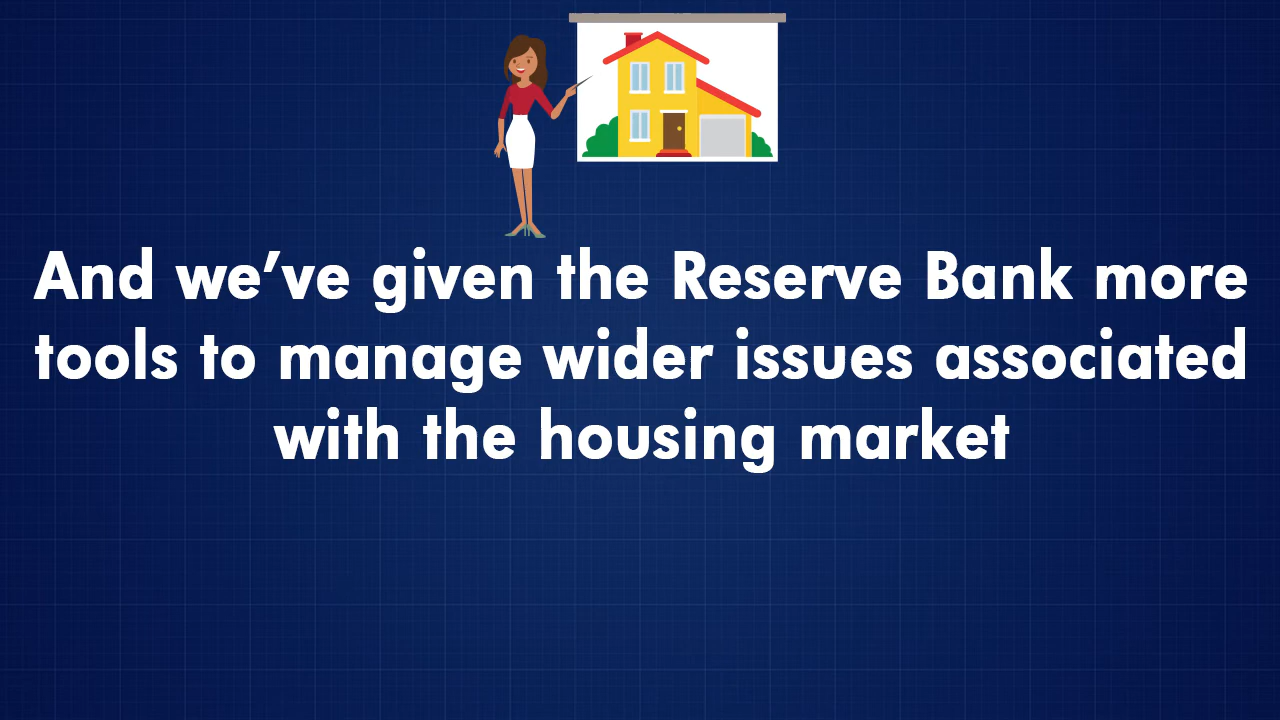 And we’ve given the Reserve Bank more
tools to manage wider issues associated
with the housing market